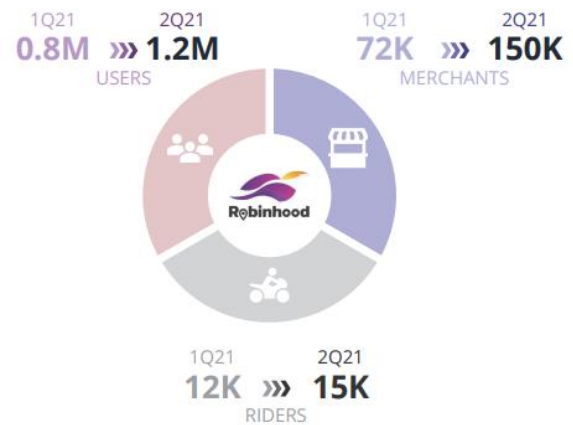 1Q21 2Q21
0.8M 1.2M
USERS
1Q21 2Q21
72K 150K
MERCHANTS
Robinhood
1Q21 2Q21
12K 15K
RIDERS